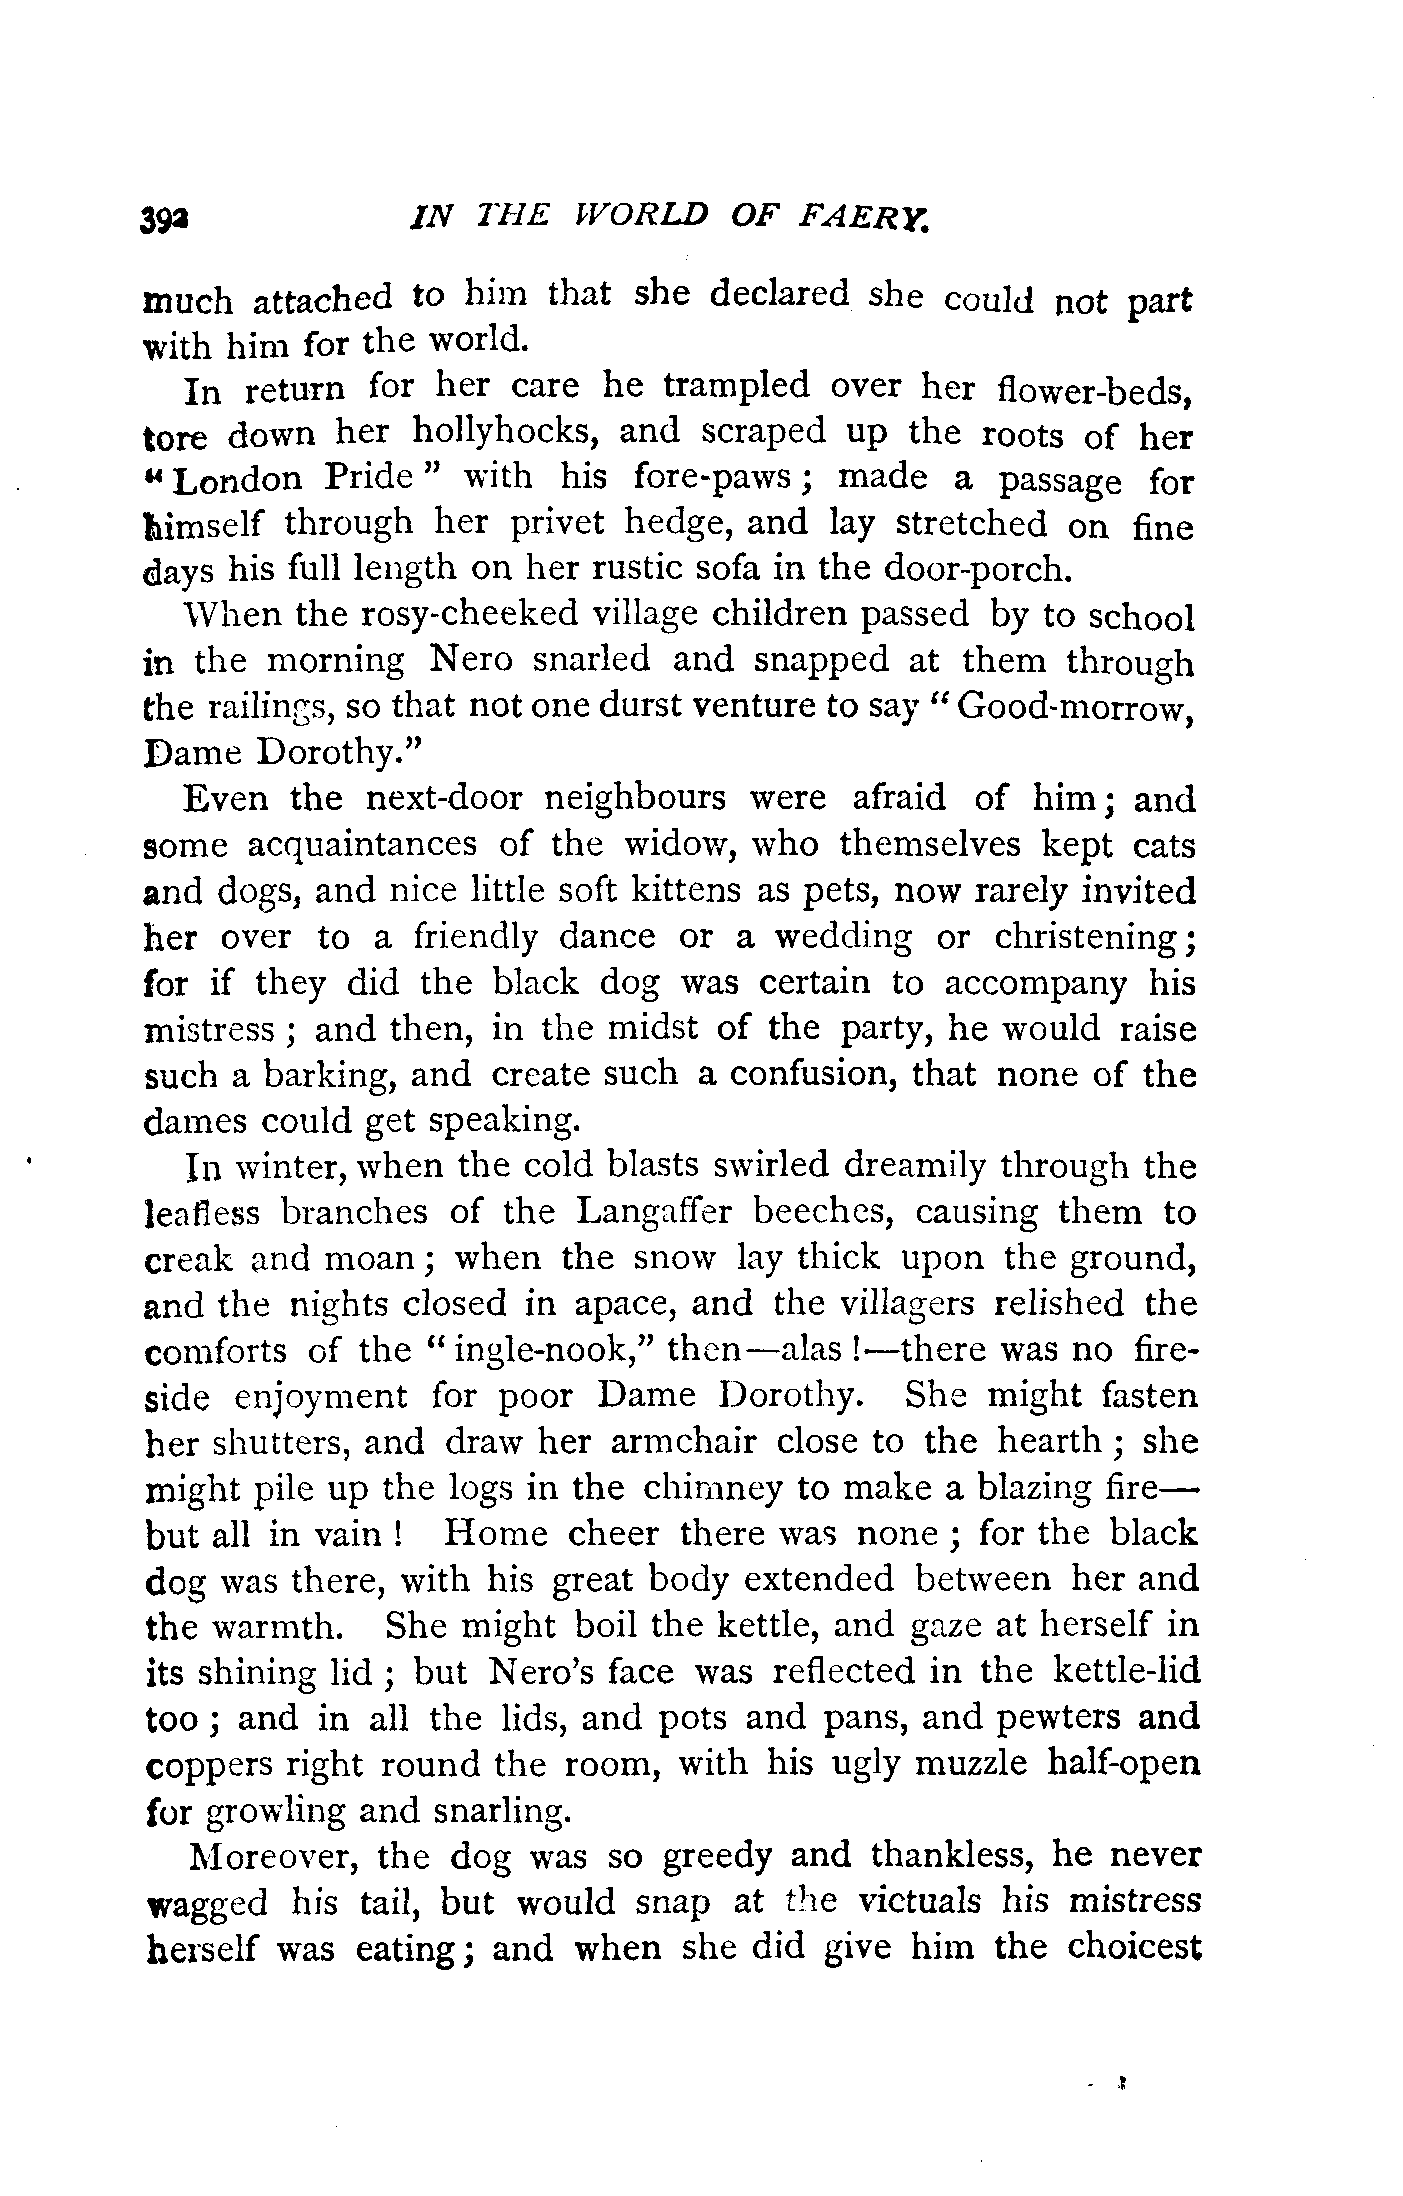 392 IN THE WORLD OF FAERY.
much attached to him that she declared she could not part
with him for the world.
In return for her care he trampled over her flower-beds,
tore down her hollyhocks, and scraped up the roots of her
“ London Pride ” with his fore-paws ; made a passage for
himself through her privet hedge, and lay stretched on fine
days his full length on her rustic sofa in the door-porch.
When the rosy-cheeked village children passed by to school
in the morning Nero snarled and snapped at them through
the railings, so that not one durst venture to say “ Good-morrow,
Dame Dorothy.”
Even the next-door neighbours were afraid of him ; and
some acquaintances of the widow, who themselves kept cats
and dogs, and nice little soft kittens as pets, now rarely invited
her over to a friendly dance or a wedding or christening ;
for if they did the black dog was certain to accompany his
mistress ; and then, in the midst of the party, he would raise
such a barking, and create such a confusion, that none of the
dames could get speaking.
In winter, when the cold blasts swirled dreamily through the
leafless branches of the Langaffer beeches, causing them to
creak and moan ; when the snow lay thick upon the ground,
and the nights closed in apace, and the villagers relished the
comforts of the “ ingle-nook,” then—alas !—there was no fire-
side enjoyment for poor Dame Dorothy. She might fasten
her shutters, and draw her armchair close to the hearth ; she
might pile up the logs in the chimney to make a blazing fire—
but all in vain ! Home cheer there was none ; for the black
dog was there, with his great body extended between her and
the warmth. She might boil the kettle, and gaze at herself in
its shining lid ; but Nero’s face was reflected in the kettle-lid
too ; and in all the lids, and pots and pans, and pewters and
coppers right round the room, with his ugly muzzle half-open
for growling and snarling.
Moreover, the dog was so greedy and thankless, he never
wagged his tail, but would snap at the victuals his mistress
herself was eating ; and when she did give him the choicest